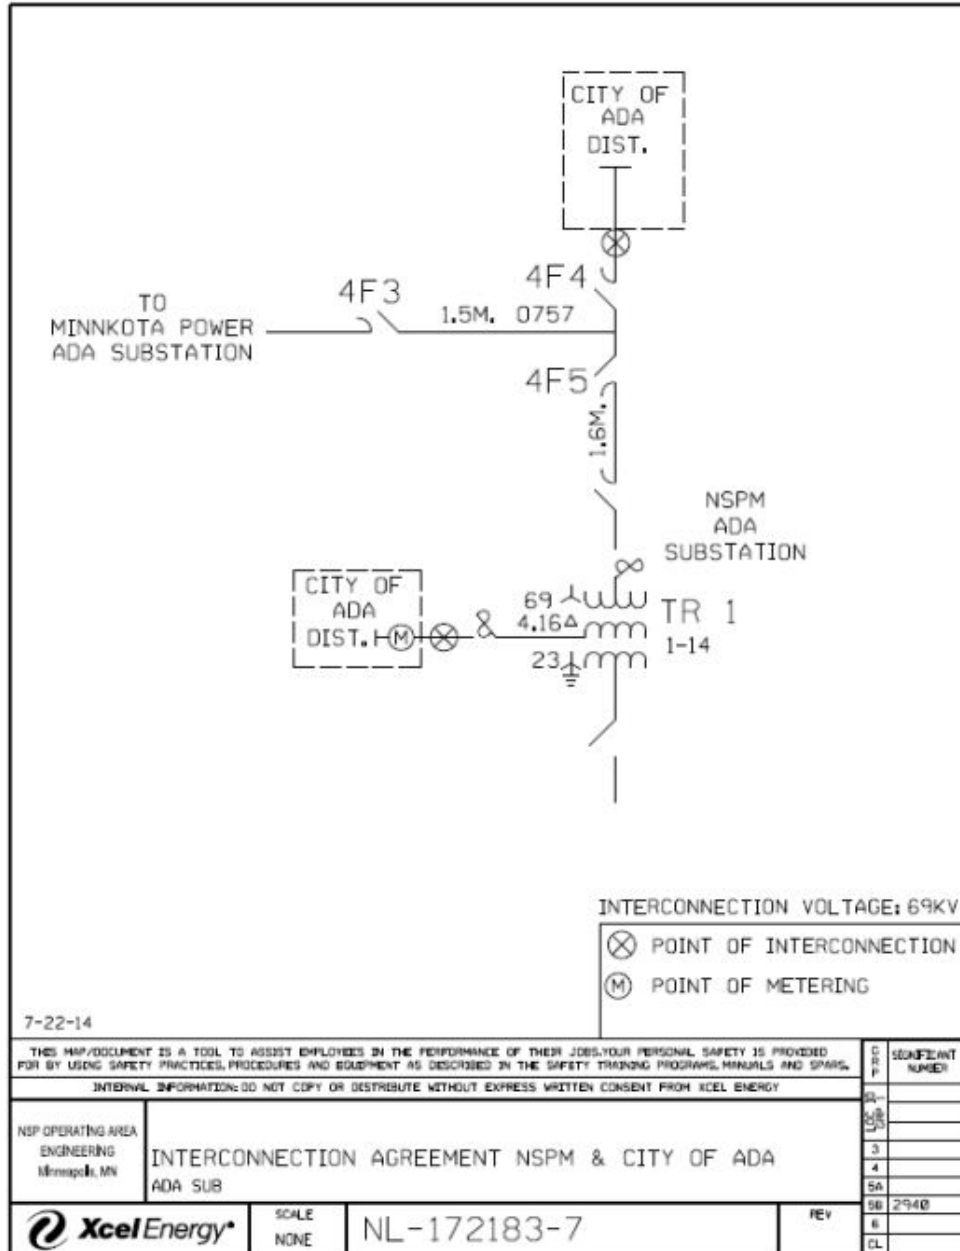 CITY OF
ADA
DIST.
4F4
4F3
TO
MINNKOTA POWER
ADA SUBSTATION
1.5M. 0757
4F5
1.6M.
NSPM
ADA
SUBSTATION
CITY OF
ADA
DIST.
M
69
4.16Δ
23
TR 1
1-14
INTERCONNECTION VOLTAGE: 69KV
POINT OF INTERCONNECTION
M POINT OF METERING
7-22-14
THIS MAP/DOCUMENT IS A TOOL TO ASSIST EMPLOYEES IN THE PERFORMANCE OF THEIR JOBS. YOUR PERSONAL SAFETY IS PROVIDED
FOR BY USING SAFETY PRACTICES, PROCEDURES AND EQUIPMENT AS DESCRIBED IN THE SAFETY TRAINING PROGRAMS, MANUALS AND SPARS.
INTERNAL INFORMATION: DO NOT COPY OR DISTRIBUTE WITHOUT EXPRESS WRITTEN CONSENT FROM XCEL ENERGY
NSP OPERATING AREA
ENGINEERING
Minneapolis, MN
INTERCONNECTION AGREEMENT NSPM & CITY OF ADA
ADA SUB
Xcel Energy
SCALE
NONE
NL-172183-7
REV
SIGNIFICANT
NUMBER
3
4
5A
5B 2940
6
CL